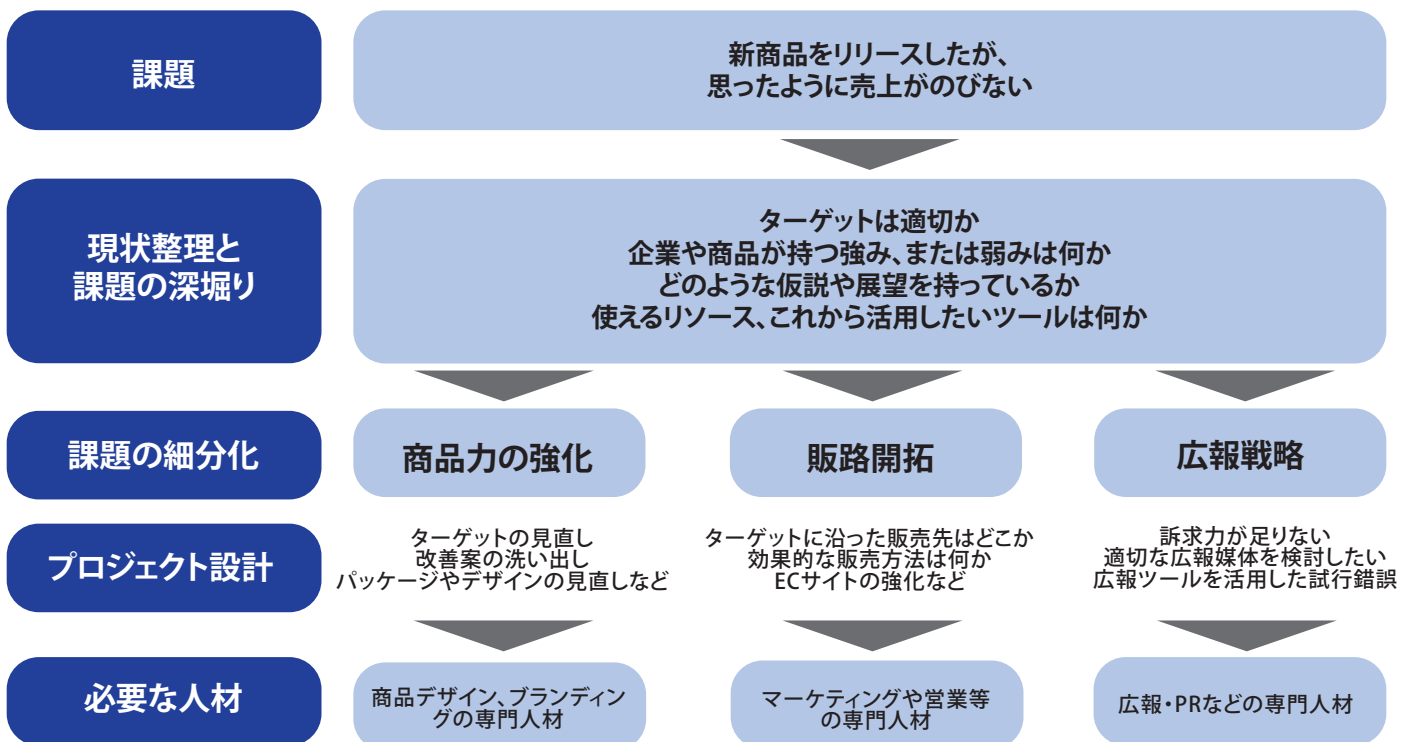 課題
新商品をリリースしたが、
思ったように売上がのびない
現状整理と
課題の深堀り
ターゲットは適切か
企業や商品が持つ強み、または弱みは何か
どのような仮説や展望を持っているか
使えるリソース、これから活用したいツールは何か
課題の細分化
商品力の強化
販路開拓
広報戦略
プロジェクト設計
ターゲットの見直し
改善案の洗い出し
パッケージやデザインの見直しなど
ターゲットに沿った販売先はどこか
効果的な販売方法は何か
ECサイトの強化など
訴求力が足りない
適切な広報媒体を検討したい
広報ツールを活用した試行錯誤
必要な人材
商品デザイン、ブランディン
グの専門人材
マーケティングや営業等
の専門人材
広報・PRなどの専門人材